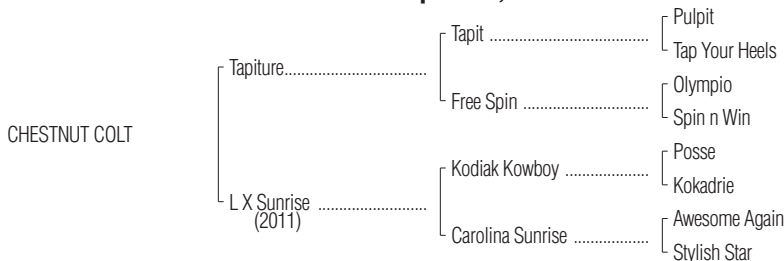 Pulpit
Tapit ....................................
Tap Your Heels
Tapiture...................................
Olympio
Free Spin ..............................
Spin n Win
CHESTNUT COLT
Posse
Kodiak Kowboy ....................
Kokadrie
L X Sunrise ..........................
(2011)
Awesome Again
Carolina Sunrise ...................
Stylish Star